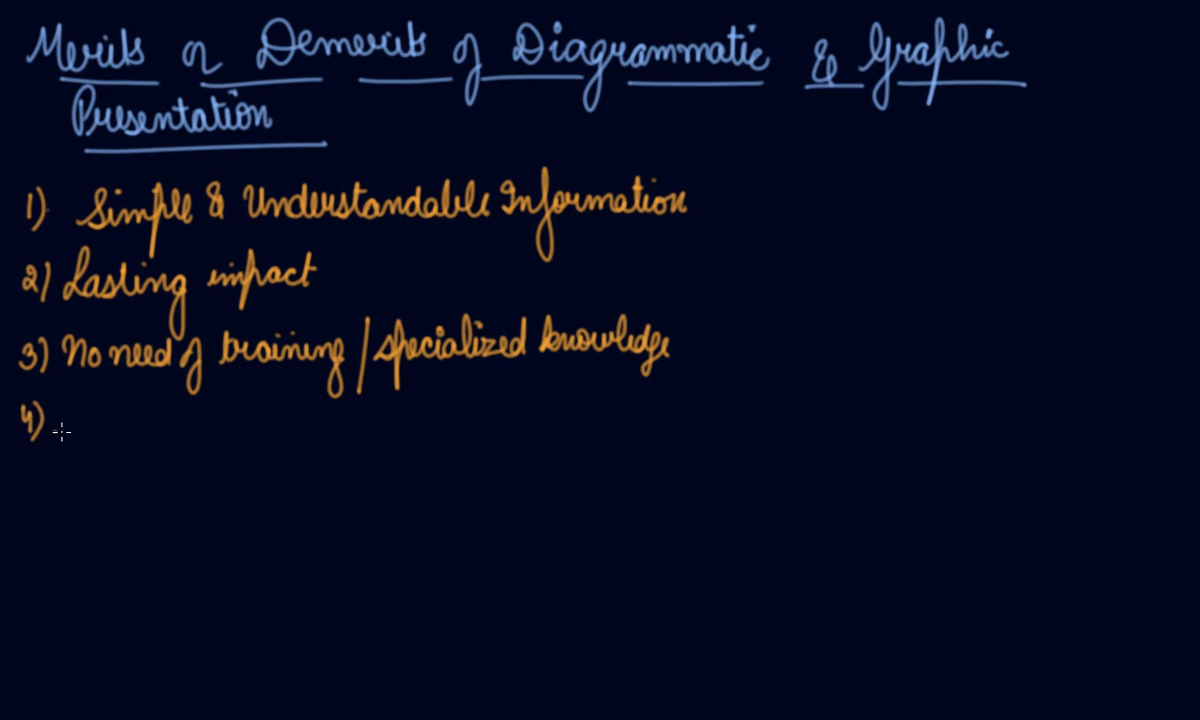 Merits or Demerits of Diagrammatic & Graphic
Presentation
1) Simple & Understandable Information
2) Lasting impact
3) No need of training / specialized knowledge
4)